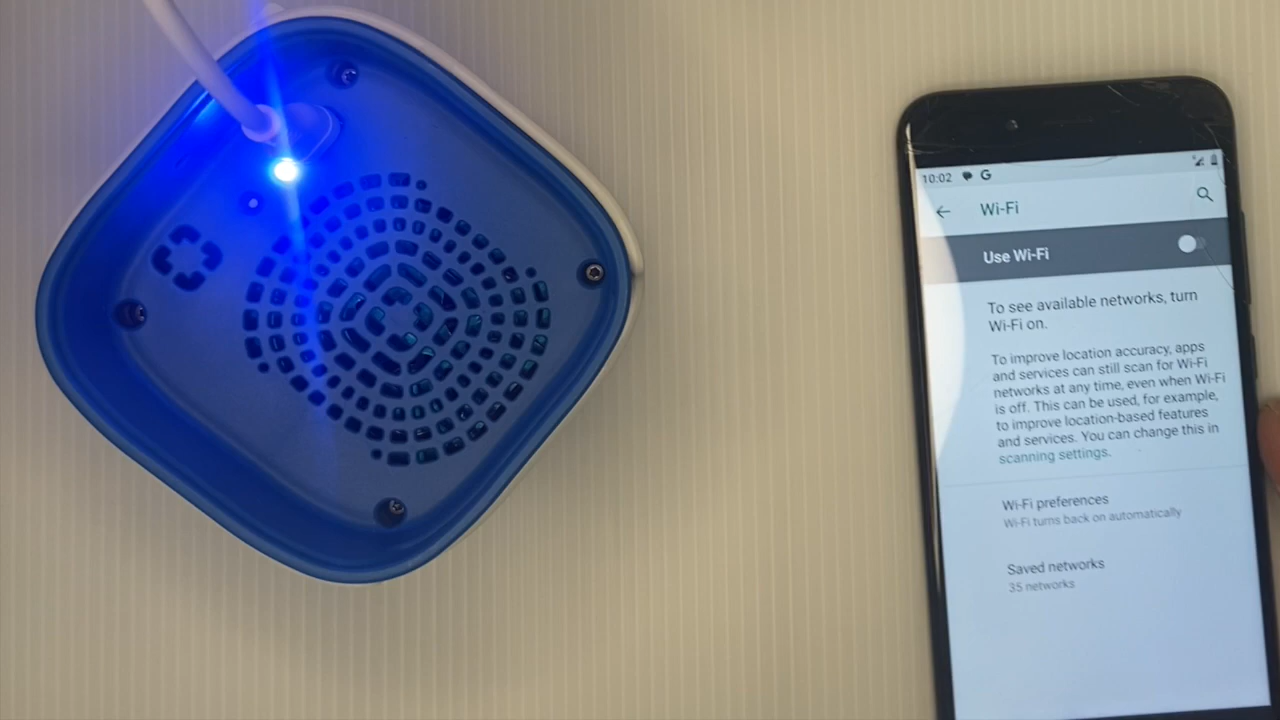 10:02
Wi-Fi
Use Wi-Fi
To see available networks, turn
Wi-Fi on.
To improve location accuracy, apps
and services can still scan for Wi-Fi
networks at any time, even when Wi-Fi
is off. This can be used, for example,
to improve location-based features
and services. You can change this in
scanning settings.
Wi-Fi preferences
Wi-Fi turns back on automatically
Saved networks
35 networks